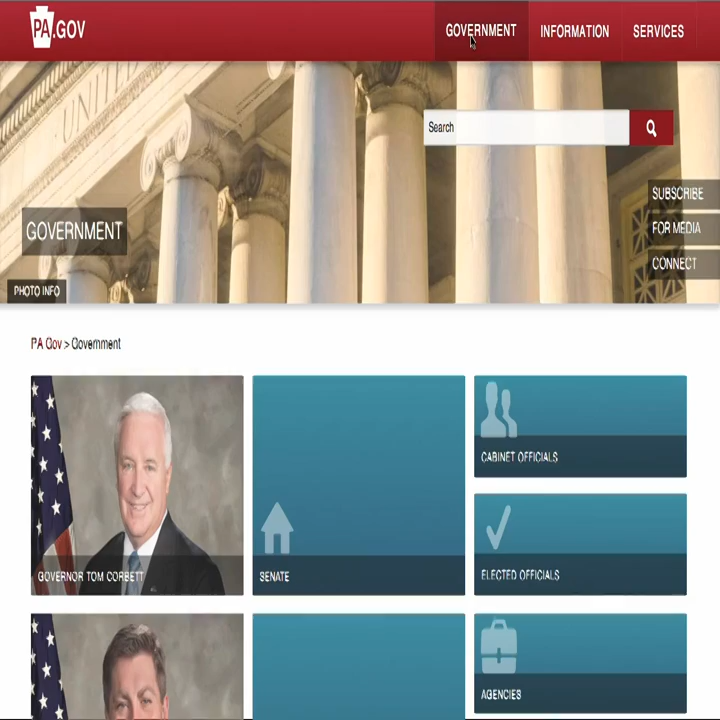 PA.GOV
GOVERNMENT
INFORMATION
SERVICES
UNITED
Search
SUBSCRIBE
GOVERNMENT
FOR MEDIA
CONNECT
PHOTO INFO
PA Gov > Government
CABINET OFFICIALS
GOVERNOR TOM CORBETT
SENATE
ELECTED OFFICIALS
AGENCIES